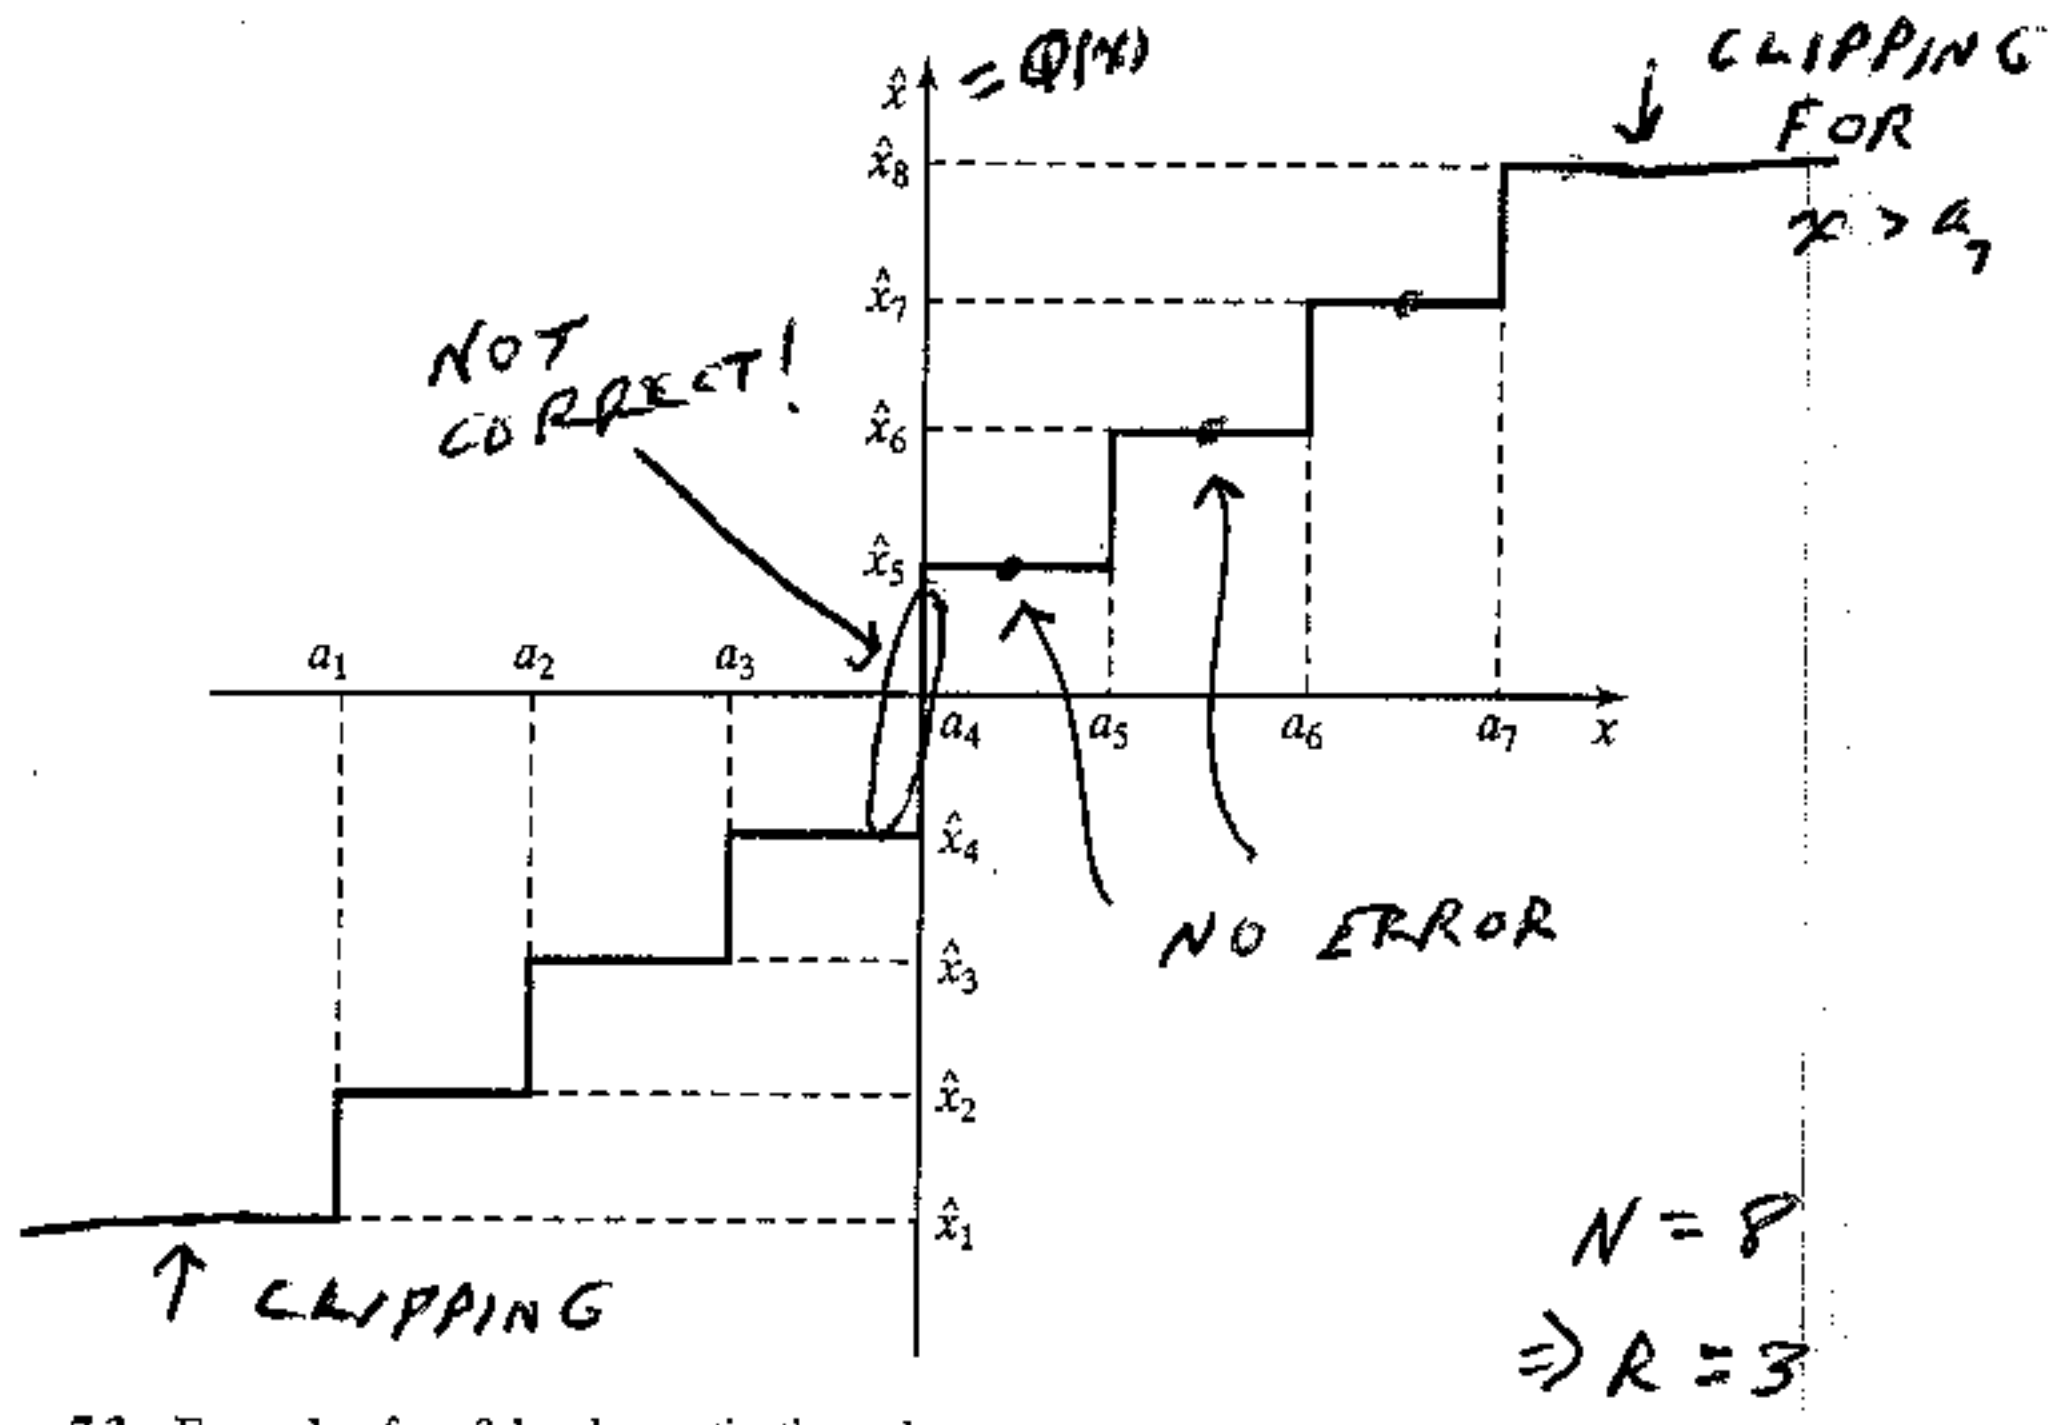 x̂ = Q(x)
CLIPPING
FOR
x > a₇
x̂₈
x̂₇
x̂₆
x̂₅
NOT
CORRECT!
a₁ a₂ a₃
a₄ a₅ a₆ a₇ x
x̂₄
x̂₃
x̂₂
x̂₁
NO ERROR
CLIPPING
N = 8
⇒ R = 3